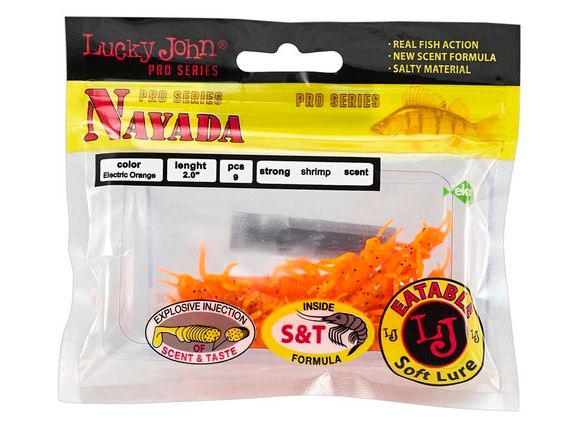 Lucky John®
PRO SERIES
· REAL FISH ACTION
· NEW SCENT FORMULA
· SALTY MATERIAL
PRO SERIES
PRO SERIES
NAYADA
color
Electric Orange
lenght
2.0"
pcs
9
strong shrimp scent
eko
EXPLOSIVE INJECTION
OF
SCENT & TASTE
INSIDE
S&T
FORMULA
EATABLE
LJ
LJ
LJ
Soft Lure